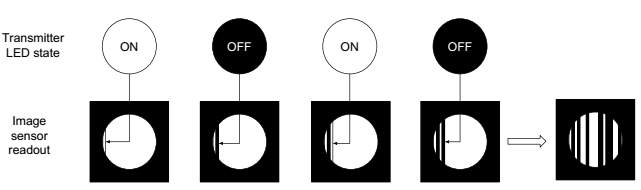 Transmitter
LED state
ON
OFF
ON
OFF
Image
sensor
readout